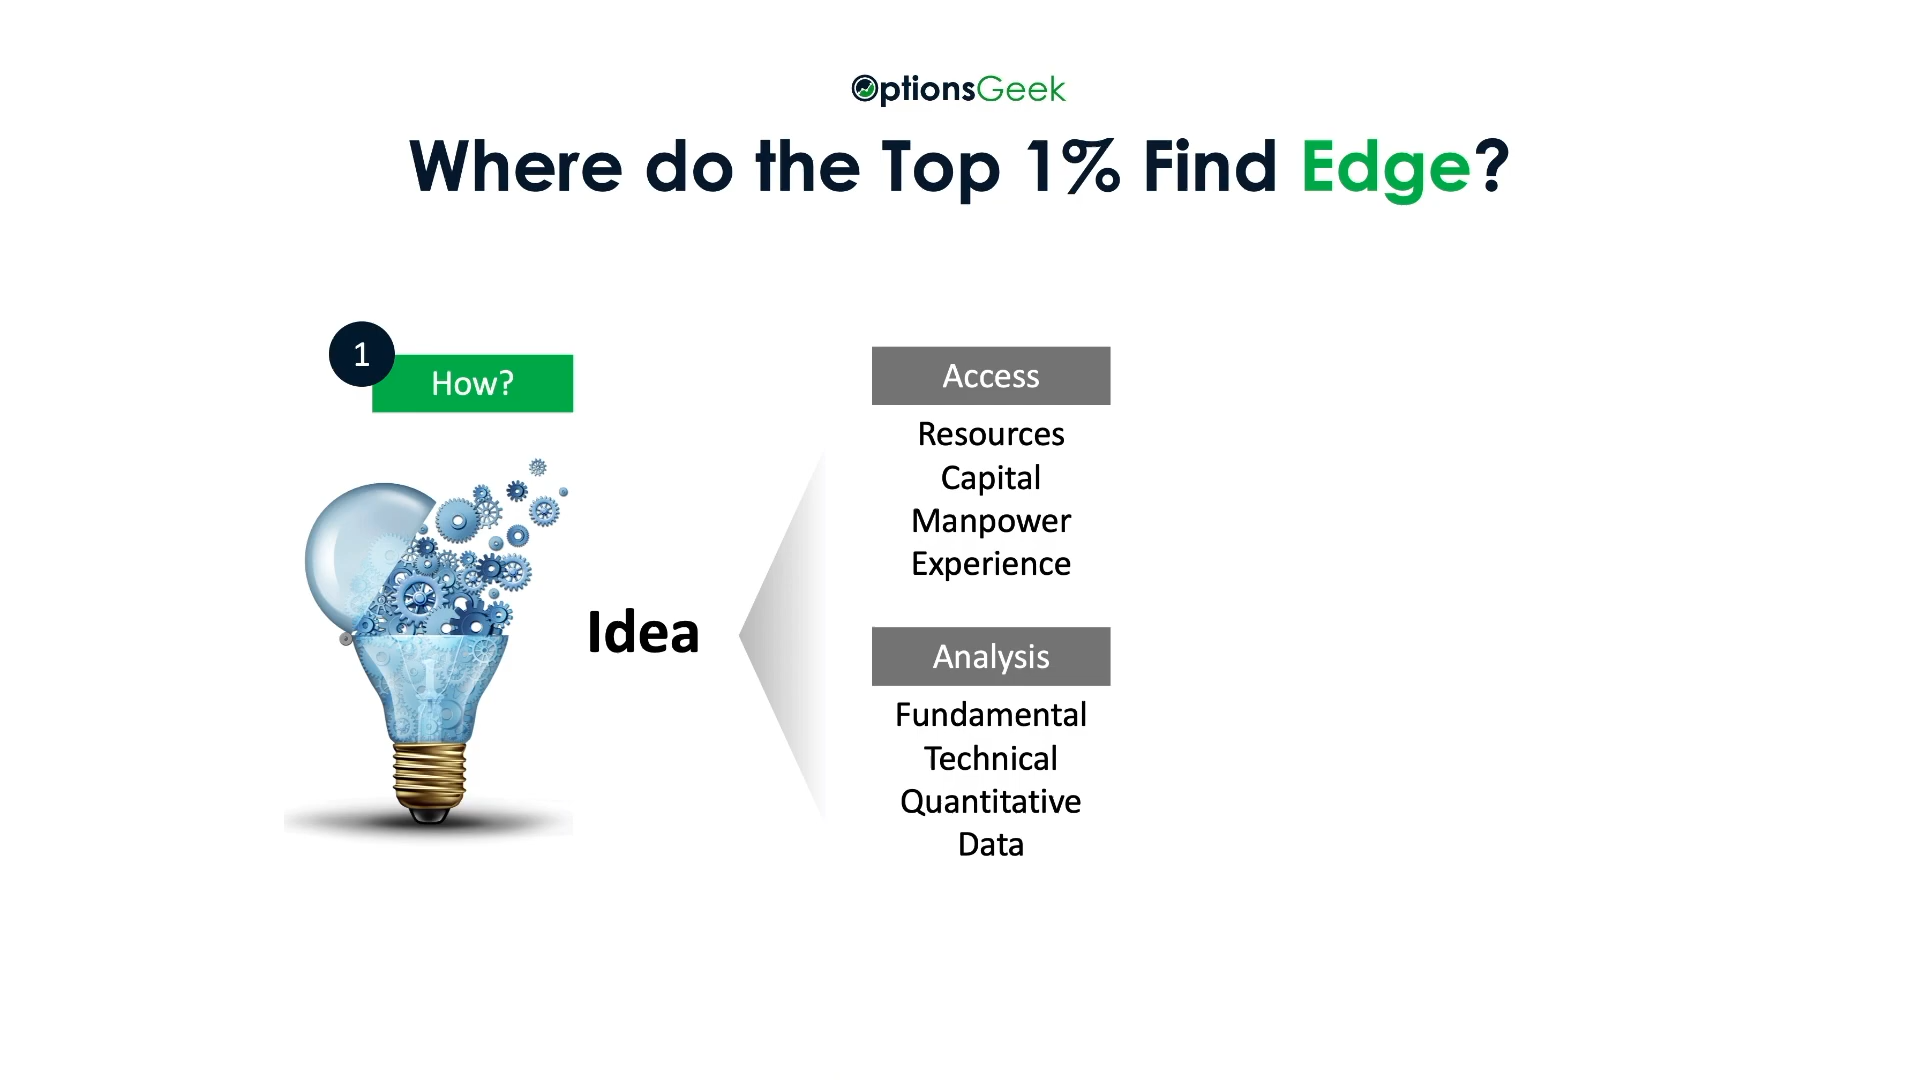 OptionsGeek
Where do the Top 1% Find Edge?
1
How?
Idea
Access
Resources
Capital
Manpower
Experience
Analysis
Fundamental
Technical
Quantitative
Data